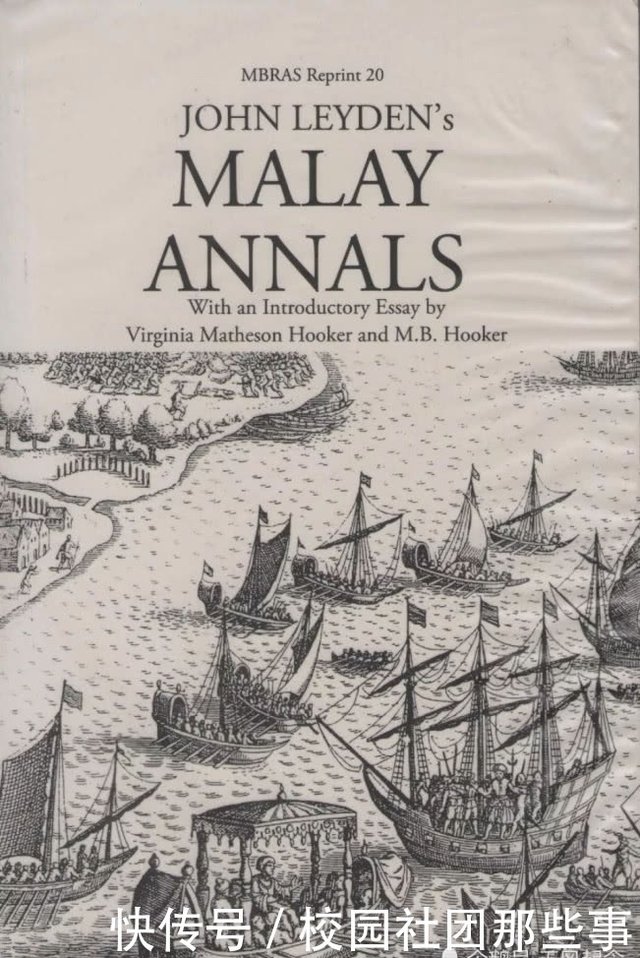 MBRAS Reprint 20
JOHN LEYDEN's
MALAY
ANNALS
With an Introductory Essay by
Virginia Matheson Hooker and M.B. Hooker
快传号 / 校园社团那些事